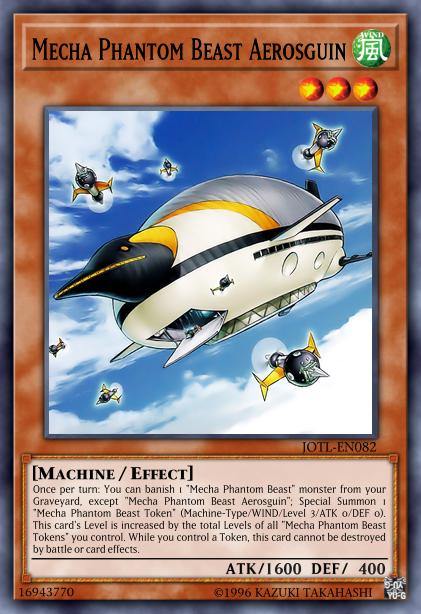 Mecha Phantom Beast Aerosguin
WIND
風
JOTL-EN082
[Machine / Effect]
Once per turn: You can banish 1 "Mecha Phantom Beast" monster from your
Graveyard, except "Mecha Phantom Beast Aerosguin"; Special Summon 1
"Mecha Phantom Beast Token" (Machine-Type/WIND/Level 3/ATK 0/DEF 0).
This card's Level is increased by the total Levels of all "Mecha Phantom Beast
Tokens" you control. While you control a Token, this card cannot be destroyed
by battle or card effects.
ATK/1600 DEF/ 400
16943770
©1996 KAZUKI TAKAHASHI